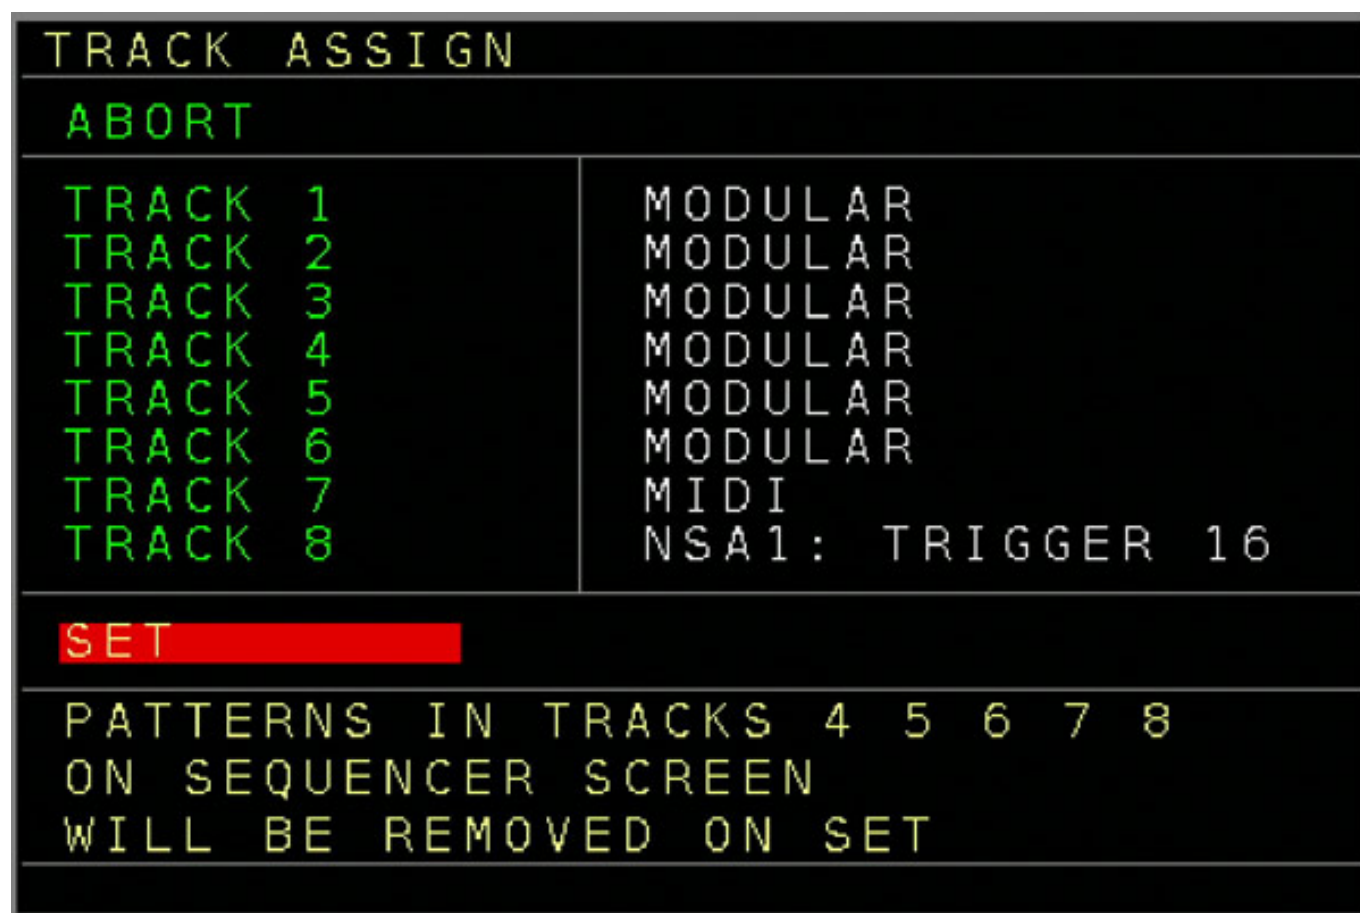 TRACK ASSIGN
ABORT
TRACK 1 MODULAR
TRACK 2 MODULAR
TRACK 3 MODULAR
TRACK 4 MODULAR
TRACK 5 MODULAR
TRACK 6 MODULAR
TRACK 7 MIDI
TRACK 8 NSA1: TRIGGER 16
SET
PATTERNS IN TRACKS 4 5 6 7 8
ON SEQUENCER SCREEN
WILL BE REMOVED ON SET